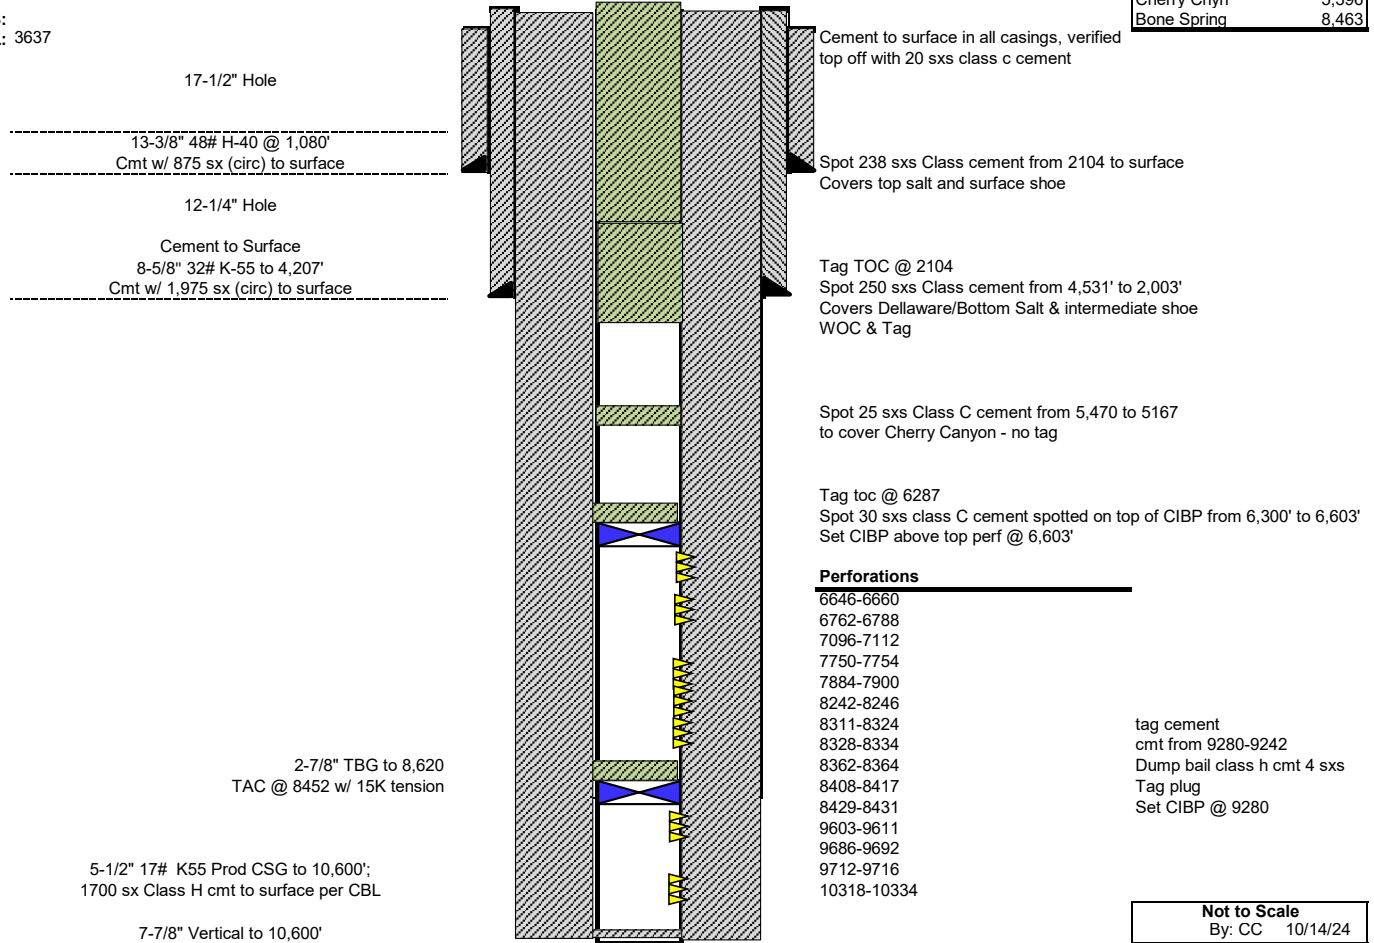 3637
17-1/2" Hole
13-3/8" 48# H-40 @ 1,080'
Cmt w/ 875 sx (circ) to surface
12-1/4" Hole
Cement to Surface
8-5/8" 32# K-55 to 4,207'
Cmt w/ 1,975 sx (circ) to surface
2-7/8" TBG to 8,620
TAC @ 8452 w/ 15K tension
5-1/2" 17# K55 Prod CSG to 10,600';
1700 sx Class H cmt to surface per CBL
7-7/8" Vertical to 10,600'
Bone Spring 8,463
Cement to surface in all casings, verified
top off with 20 sxs class c cement
Spot 238 sxs Class cement from 2104 to surface
Covers top salt and surface shoe
Tag TOC @ 2104
Spot 250 sxs Class cement from 4,531' to 2,003'
Covers Dellaware/Bottom Salt & intermediate shoe
WOC & Tag
Spot 25 sxs Class C cement from 5,470 to 5167
to cover Cherry Canyon - no tag
Tag toc @ 6287
Spot 30 sxs class C cement spotted on top of CIBP from 6,300' to 6,603'
Set CIBP above top perf @ 6,603'
Perforations
6646-6660
6762-6788
7096-7112
7750-7754
7884-7900
8242-8246
8311-8324
8328-8334
8362-8364
8408-8417
8429-8431
9603-9611
9686-9692
9712-9716
10318-10334
tag cement
cmt from 9280-9242
Dump bail class h cmt 4 sxs
Tag plug
Set CIBP @ 9280
Not to Scale
By: CC 10/14/24